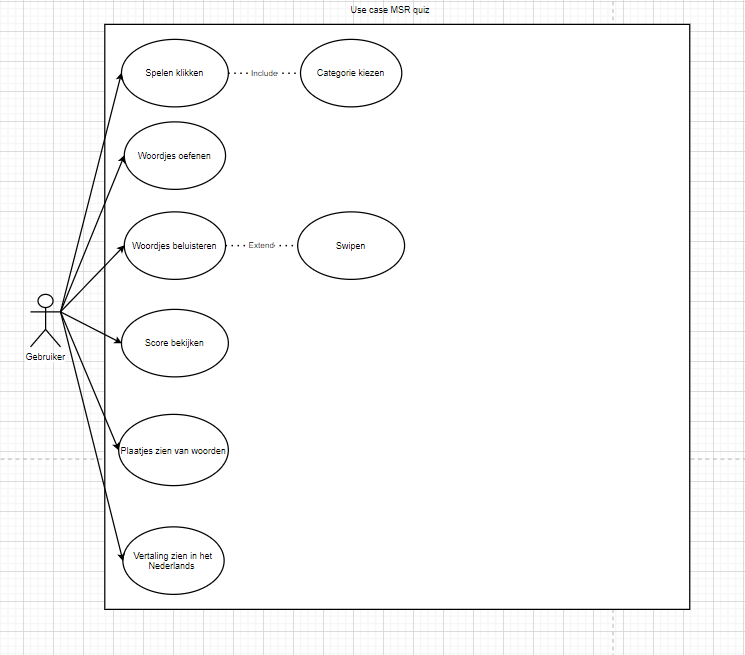 Use case MSR quiz
Spelen klikken
Include
Categorie kiezen
Woordjes oefenen
Woordjes beluisteren
Extend
Swipen
Gebruiker
Score bekijken
Plaatjes zien van woorden
Vertaling zien in het
Nederlands